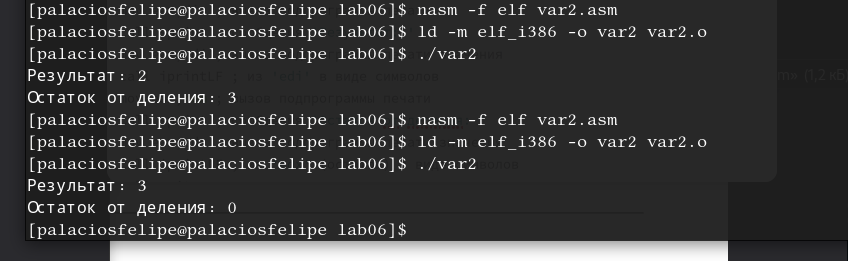 [palaciosfelipe@palaciosfelipe lab06]$ nasm -f elf var2.asm
[palaciosfelipe@palaciosfelipe lab06]$ ld -m elf_i386 -o var2 var2.o
[palaciosfelipe@palaciosfelipe lab06]$ ./var2
Результат: 2
Остаток от деления: 3
[palaciosfelipe@palaciosfelipe lab06]$ nasm -f elf var2.asm
[palaciosfelipe@palaciosfelipe lab06]$ ld -m elf_i386 -o var2 var2.o
[palaciosfelipe@palaciosfelipe lab06]$ ./var2
Результат: 3
Остаток от деления: 0
[palaciosfelipe@palaciosfelipe lab06]$